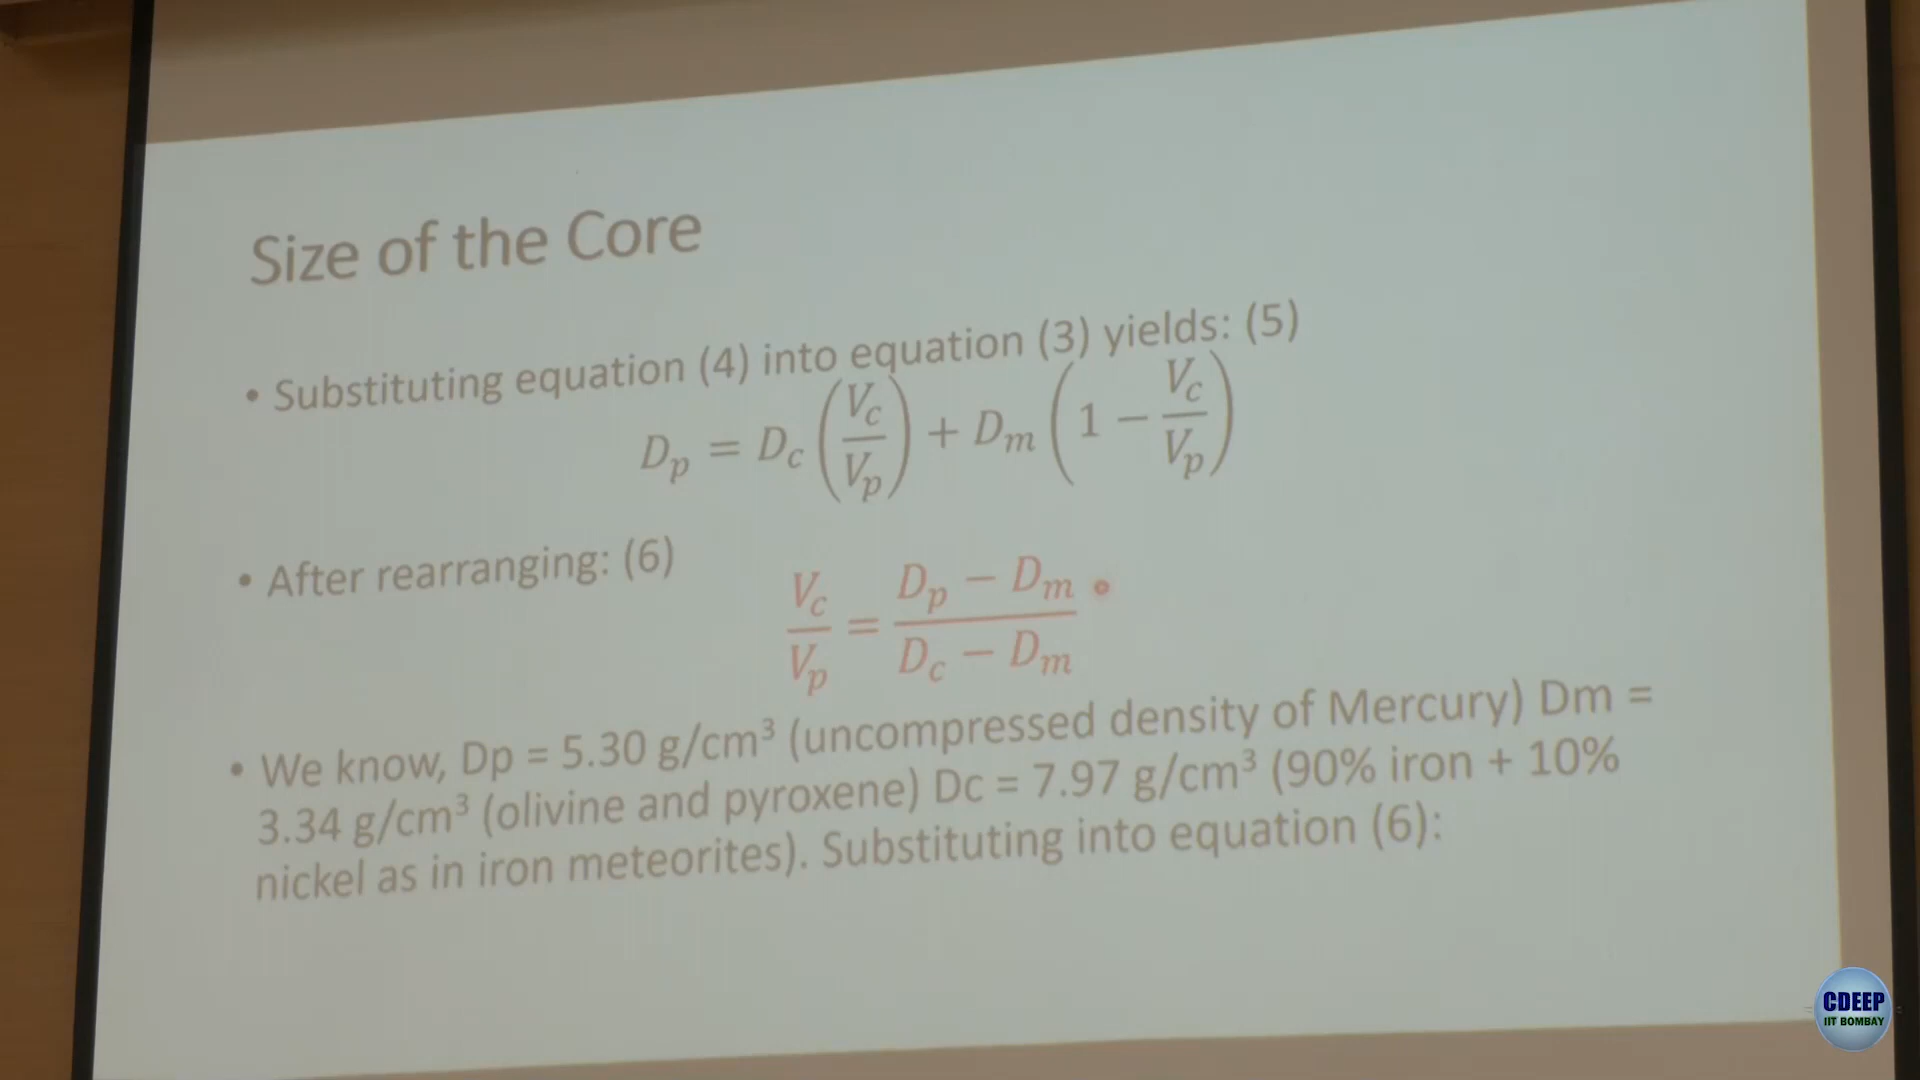 Size of the Core
• Substituting equation (4) into equation (3) yields: (5)
D_p = D_c (V_c / V_p) + D_m (1 − V_c / V_p)
• After rearranging: (6)
V_c / V_p = (D_p − D_m) / (D_c − D_m)
• We know, Dp = 5.30 g/cm³ (uncompressed density of Mercury) Dm =
3.34 g/cm³ (olivine and pyroxene) Dc = 7.97 g/cm³ (90% iron + 10%
nickel as in iron meteorites). Substituting into equation (6):
CDEEP
IIT BOMBAY